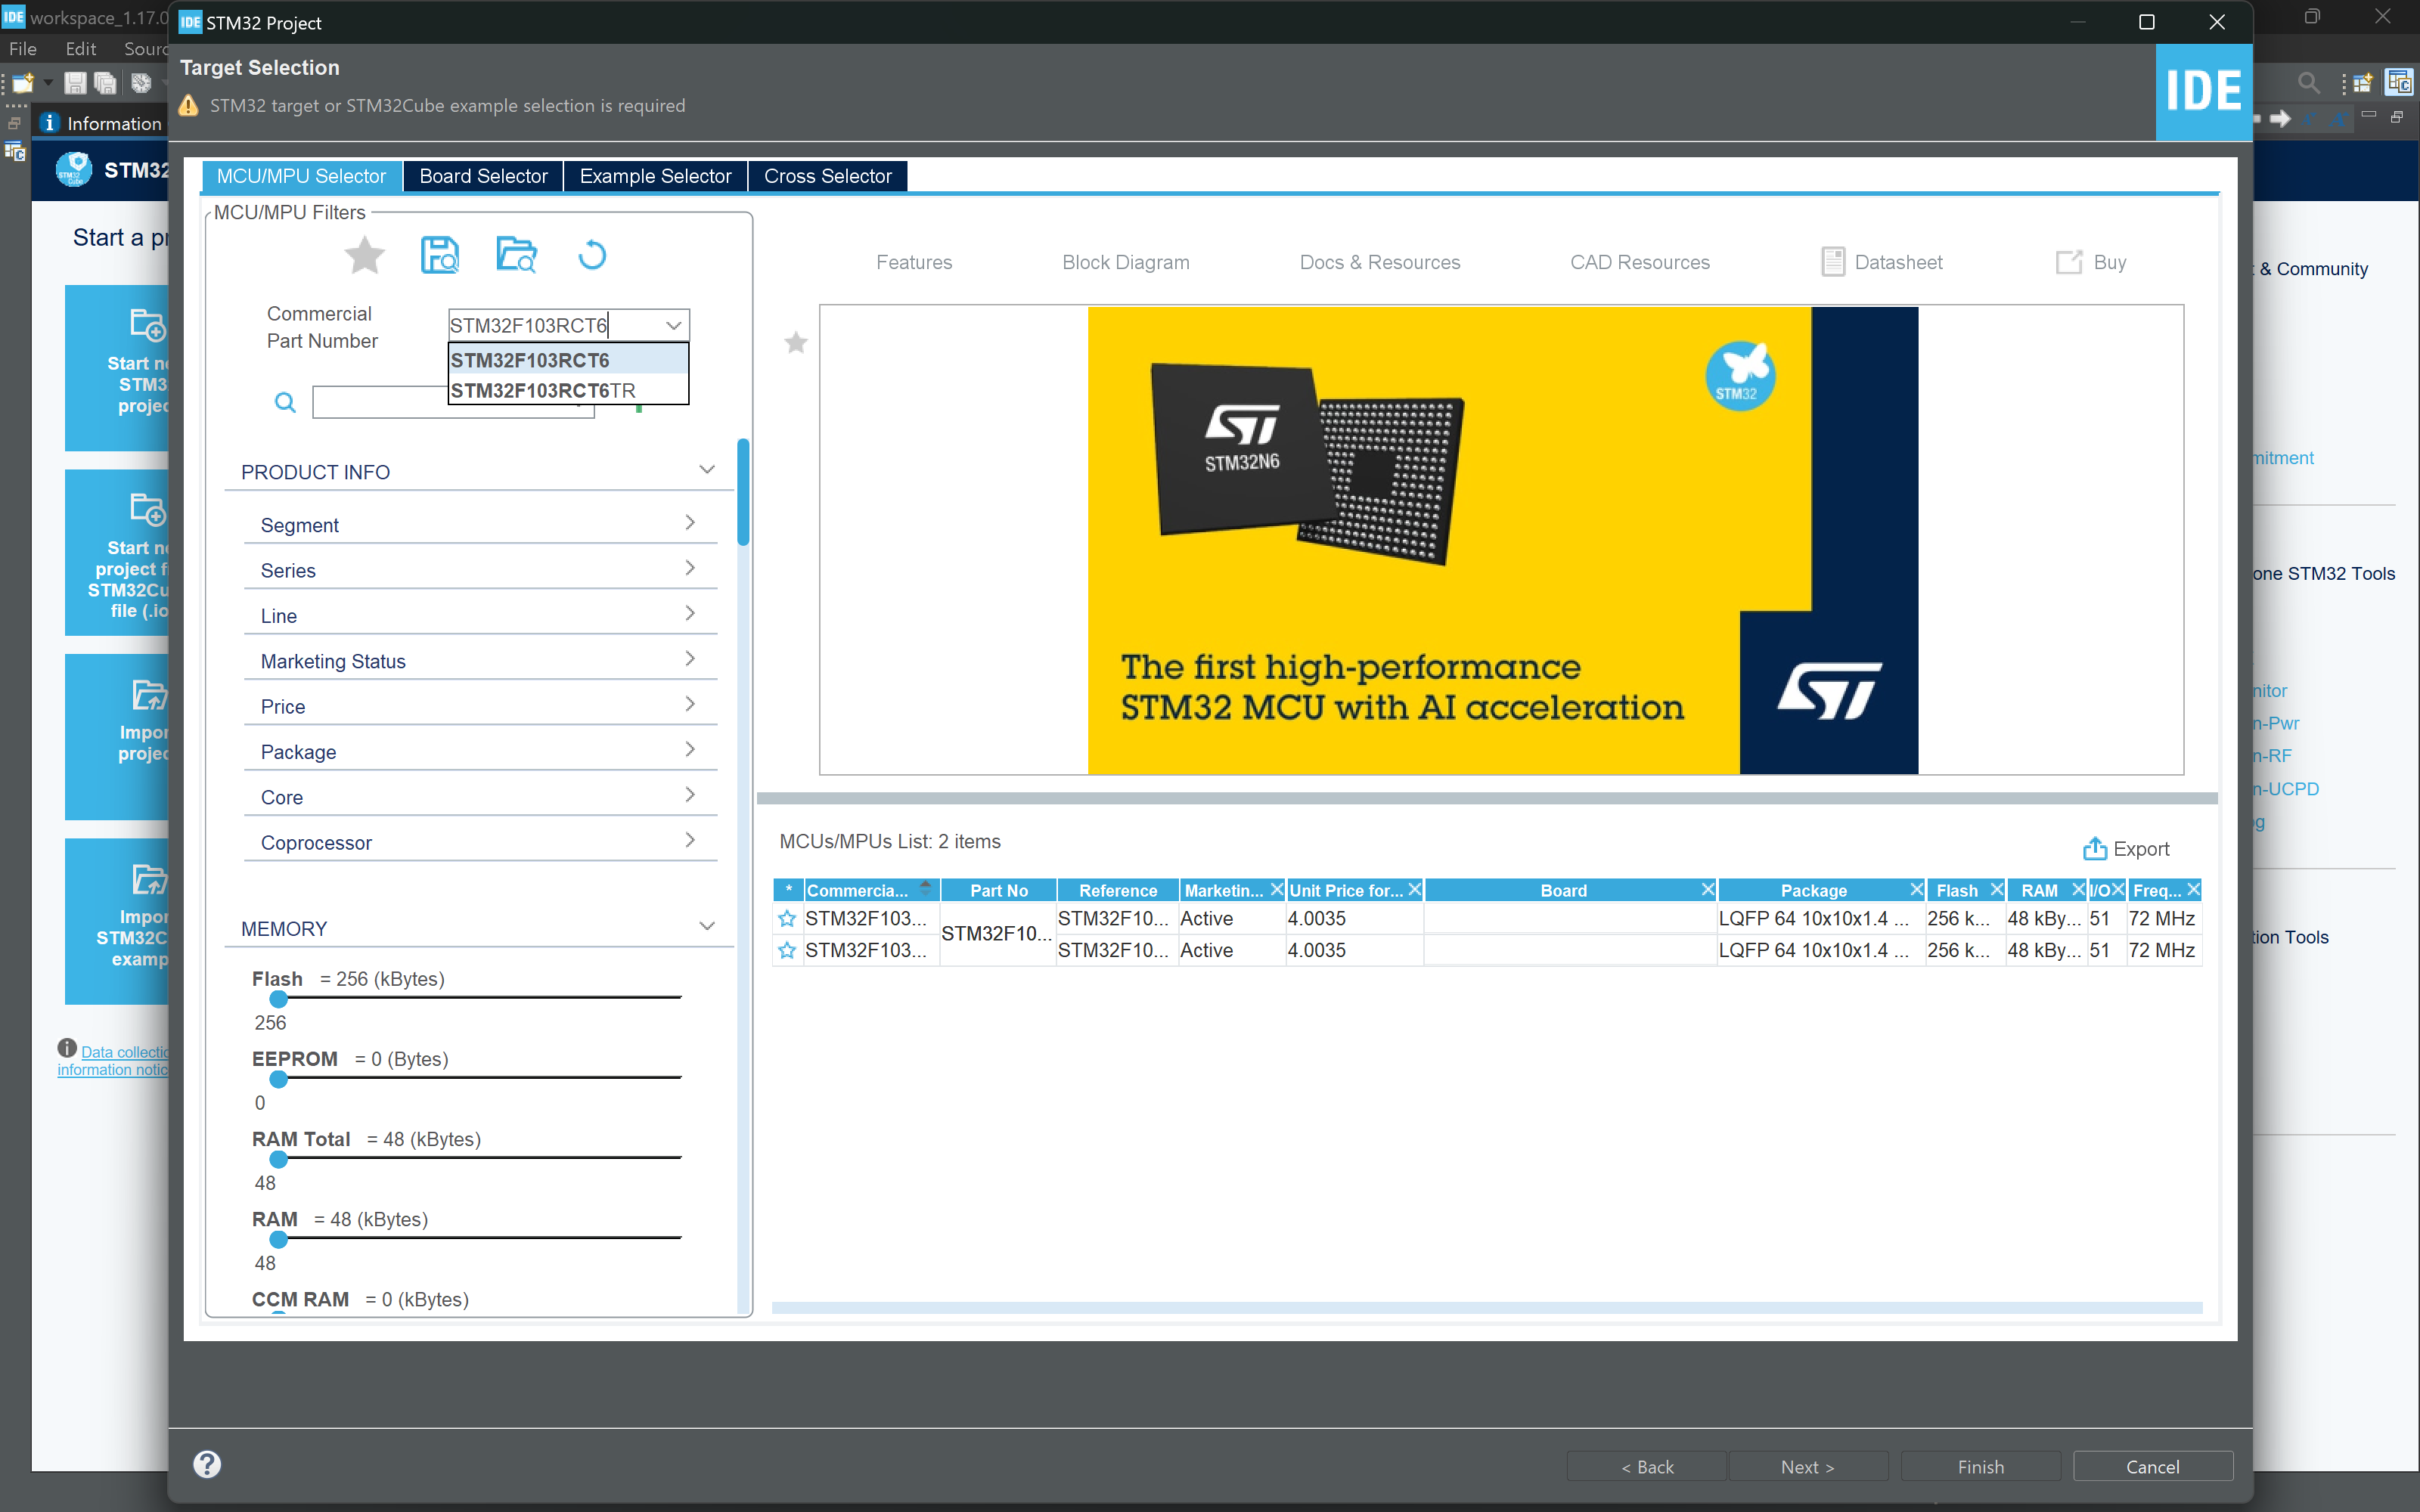 IDE workspace_1.17.0
File Edit Sourc
IDE STM32 Project
Target Selection
STM32 target or STM32Cube example selection is required
IDE
Information
STM32
Start a pr
Start ne
STM3
projec
Start ne
project f
STM32Cu
file (.io
Impor
projec
Impor
STM32C
examp
Data collectio
information notic
MCU/MPU Selector
Board Selector
Example Selector
Cross Selector
MCU/MPU Filters
Commercial
Part Number
STM32F103RCT6
STM32F103RCT6
STM32F103RCT6TR
PRODUCT INFO
Segment
Series
Line
Marketing Status
Price
Package
Core
Coprocessor
MEMORY
Flash = 256 (kBytes)
256
EEPROM = 0 (Bytes)
0
RAM Total = 48 (kBytes)
48
RAM = 48 (kBytes)
48
CCM RAM = 0 (kBytes)
Features
Block Diagram
Docs & Resources
CAD Resources
Datasheet
Buy
ST
STM32N6
STM32
The first high-performance
STM32 MCU with AI acceleration
ST
MCUs/MPUs List: 2 items
Export
* Commercia... Part No Reference Marketin... Unit Price for... Board Package Flash RAM I/O Freq...
STM32F103... STM32F10... STM32F10... Active 4.0035 LQFP 64 10x10x1.4 ... 256 k... 48 kBy... 51 72 MHz
STM32F103... STM32F10... Active 4.0035 LQFP 64 10x10x1.4 ... 256 k... 48 kBy... 51 72 MHz
& Community
mitment
one STM32 Tools
nitor
n-Pwr
n-RF
n-UCPD
og
tion Tools
?
< Back
Next >
Finish
Cancel